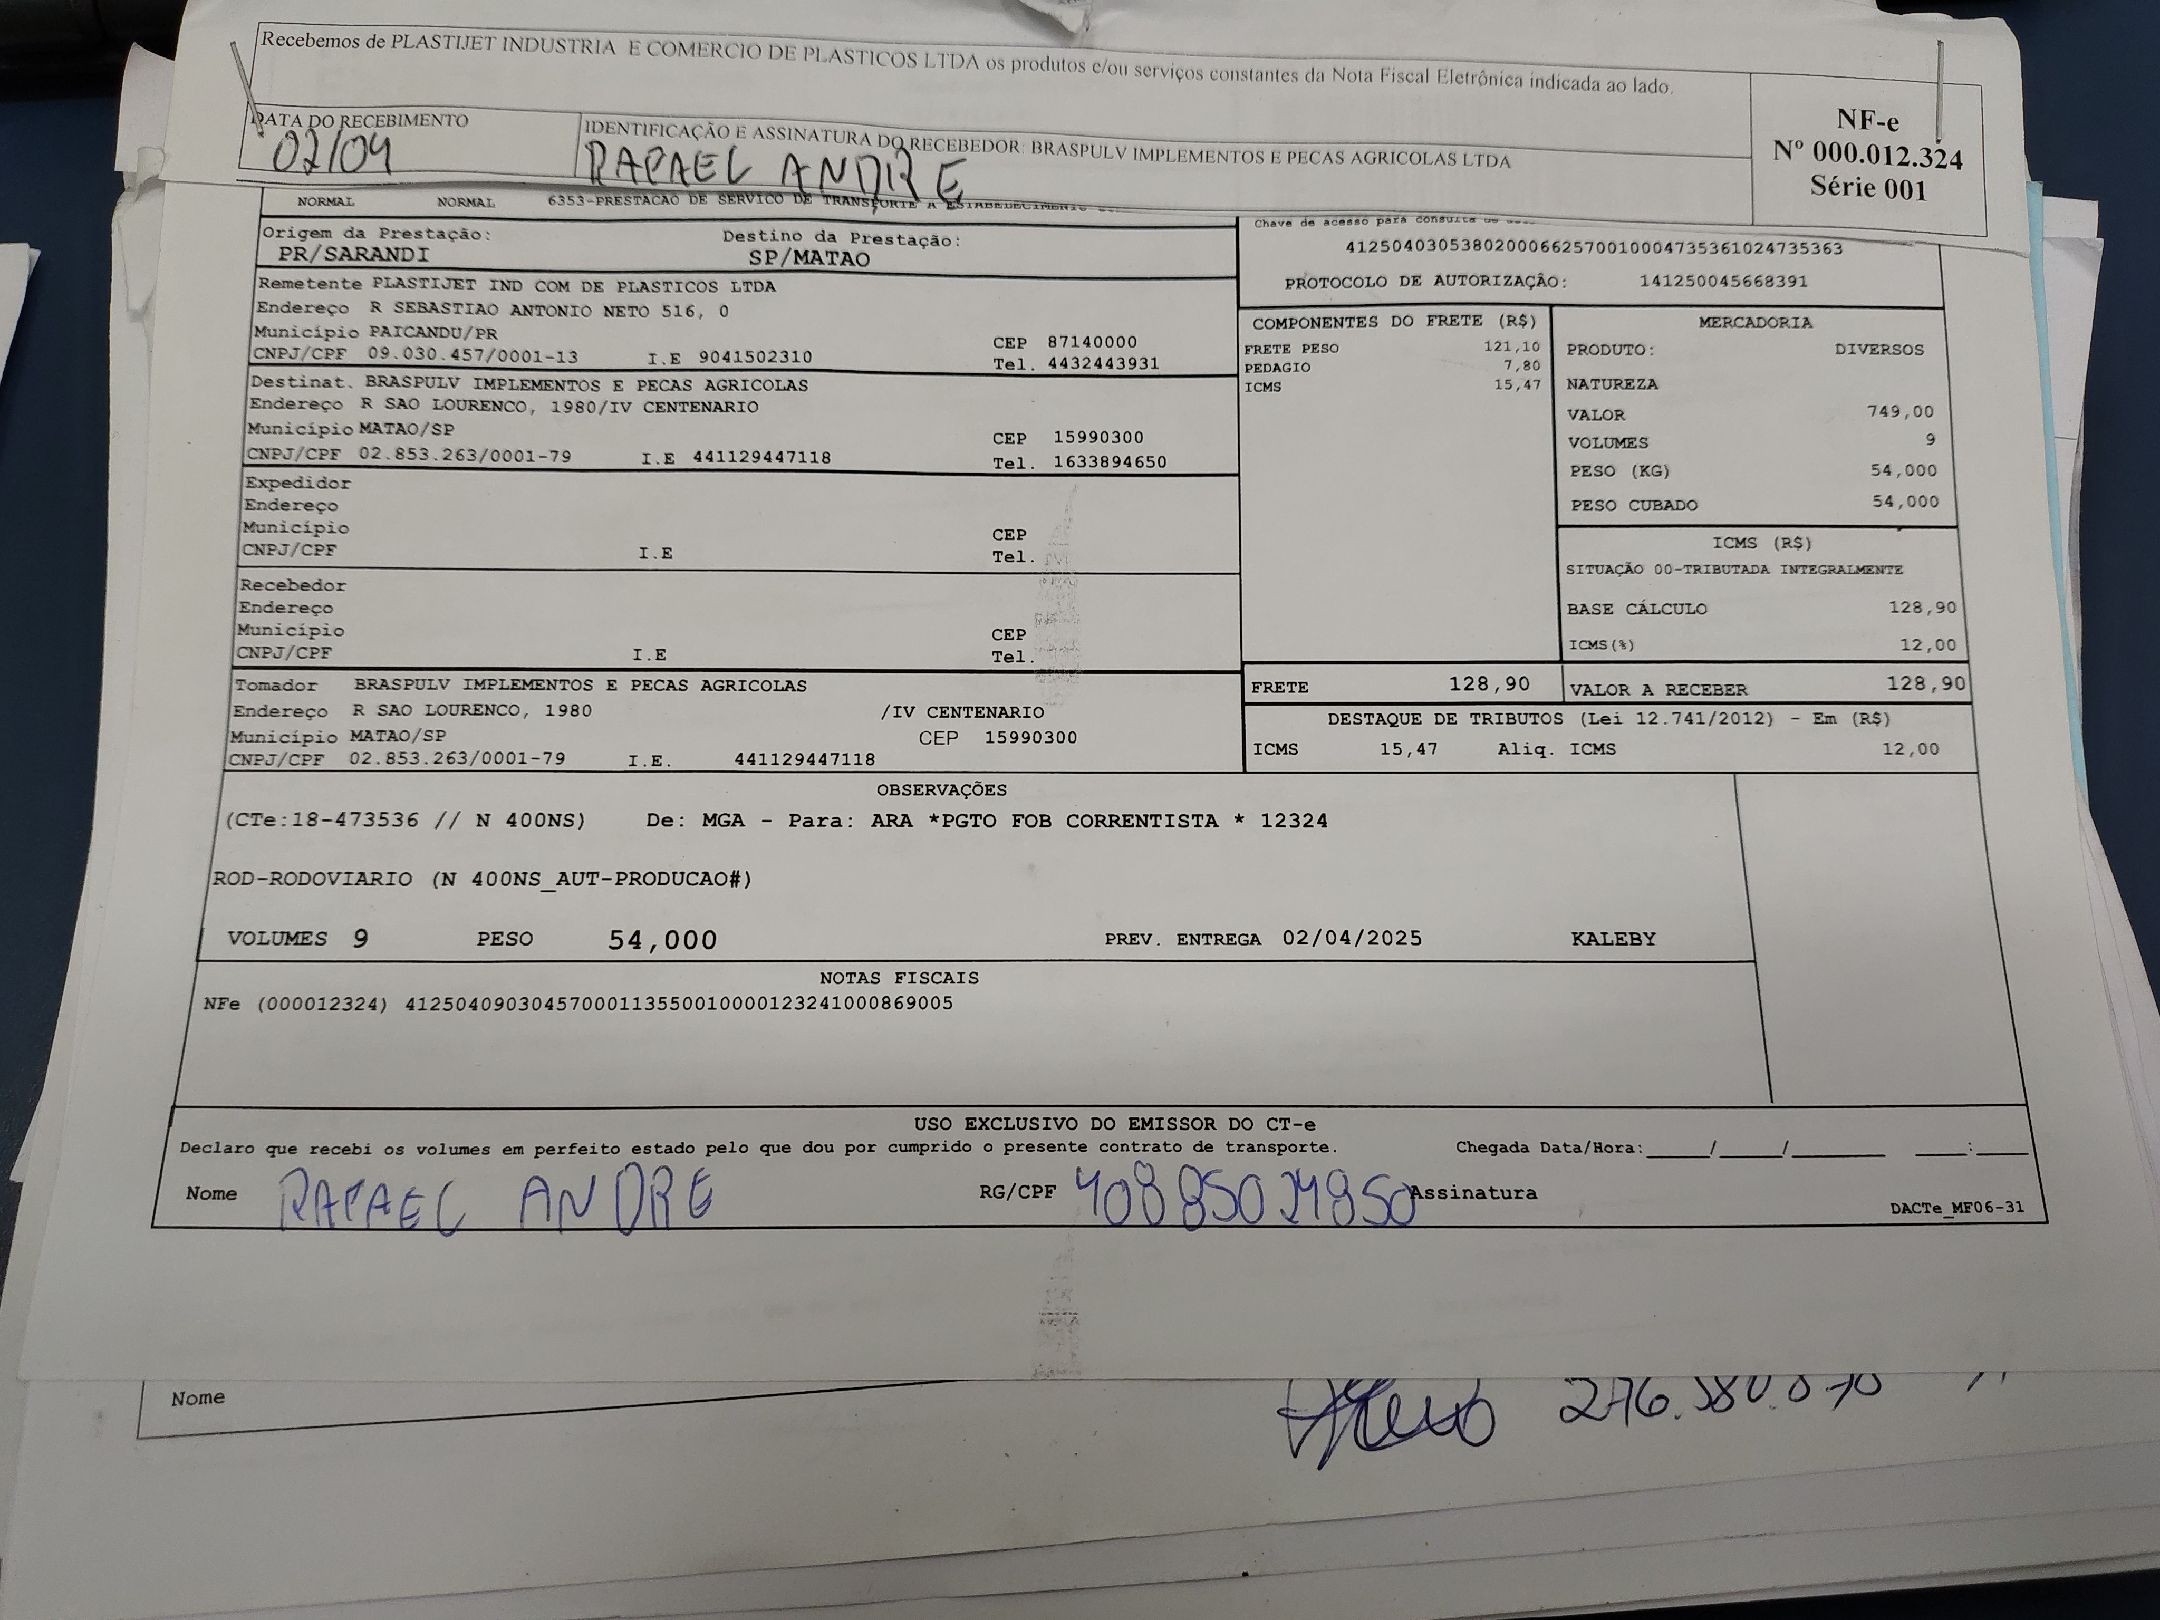 Recebemos de PLASTIJET INDUSTRIA E COMERCIO DE PLASTICOS LTDA os produtos e/ou serviços constantes da Nota Fiscal Eletrônica indicada ao lado.
DATA DO RECEBIMENTO
02/04
IDENTIFICAÇÃO E ASSINATURA DO RECEBEDOR: BRASPULV IMPLEMENTOS E PECAS AGRICOLAS LTDA
RAFAEL ANDRE
NF-e
Nº 000.012.324
Série 001
NORMAL NORMAL 6353-PRESTACAO DE SERVICO DE TRANSPORTE A ESTABELECIMENTO
Origem da Prestação: Destino da Prestação:
PR/SARANDI SP/MATAO
Chave de acesso para consulta
41250403053802000662570010004735361024735363
PROTOCOLO DE AUTORIZAÇÃO: 141250045668391
Remetente PLASTIJET IND COM DE PLASTICOS LTDA
Endereço R SEBASTIAO ANTONIO NETO 516, 0
Município PAICANDU/PR CEP 87140000
CNPJ/CPF 09.030.457/0001-13 I.E 9041502310 Tel. 4432443931
Destinat. BRASPULV IMPLEMENTOS E PECAS AGRICOLAS
Endereço R SAO LOURENCO, 1980/IV CENTENARIO
Município MATAO/SP CEP 15990300
CNPJ/CPF 02.853.263/0001-79 I.E 441129447118 Tel. 1633894650
Expedidor
Endereço
Município CEP
CNPJ/CPF I.E Tel.
Recebedor
Endereço
Município CEP
CNPJ/CPF I.E Tel.
Tomador BRASPULV IMPLEMENTOS E PECAS AGRICOLAS
Endereço R SAO LOURENCO, 1980 /IV CENTENARIO
Município MATAO/SP CEP 15990300
CNPJ/CPF 02.853.263/0001-79 I.E. 441129447118
COMPONENTES DO FRETE (R$)
FRETE PESO 121,10
PEDAGIO 7,80
ICMS 15,47
MERCADORIA
PRODUTO: DIVERSOS
NATUREZA
VALOR 749,00
VOLUMES 9
PESO (KG) 54,000
PESO CUBADO 54,000
ICMS (R$)
SITUAÇÃO 00-TRIBUTADA INTEGRALMENTE
BASE CÁLCULO 128,90
ICMS(%) 12,00
FRETE 128,90 VALOR A RECEBER 128,90
DESTAQUE DE TRIBUTOS (Lei 12.741/2012) - Em (R$)
ICMS 15,47 Aliq. ICMS 12,00
OBSERVAÇÕES
(CTe:18-473536 // N 400NS) De: MGA - Para: ARA *PGTO FOB CORRENTISTA * 12324
ROD-RODOVIARIO (N 400NS_AUT-PRODUCAO#)
VOLUMES 9 PESO 54,000 PREV. ENTREGA 02/04/2025 KALEBY
NOTAS FISCAIS
NFe (000012324) 41250409030457000113550010000123241000869005
USO EXCLUSIVO DO EMISSOR DO CT-e
Declaro que recebi os volumes em perfeito estado pelo que dou por cumprido o presente contrato de transporte. Chegada Data/Hora:____/____/______ ____:____
Nome RAFAEL ANDRE RG/CPF 40885024850 Assinatura
DACTe_MF06-31
Nome